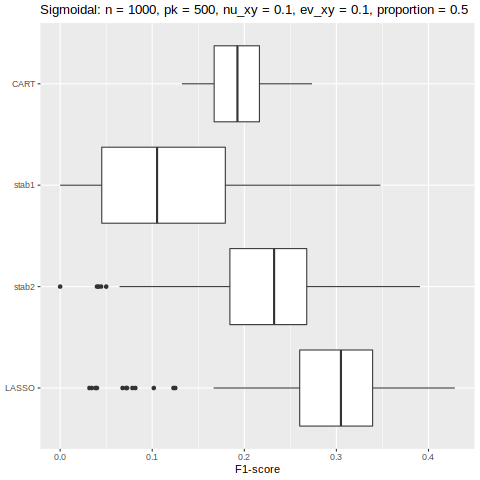 Sigmoidal: n = 1000, pk = 500, nu_xy = 0.1, ev_xy = 0.1, proportion = 0.5
CART
stab1
stab2
LASSO
0.0 0.1 0.2 0.3 0.4
F1-score